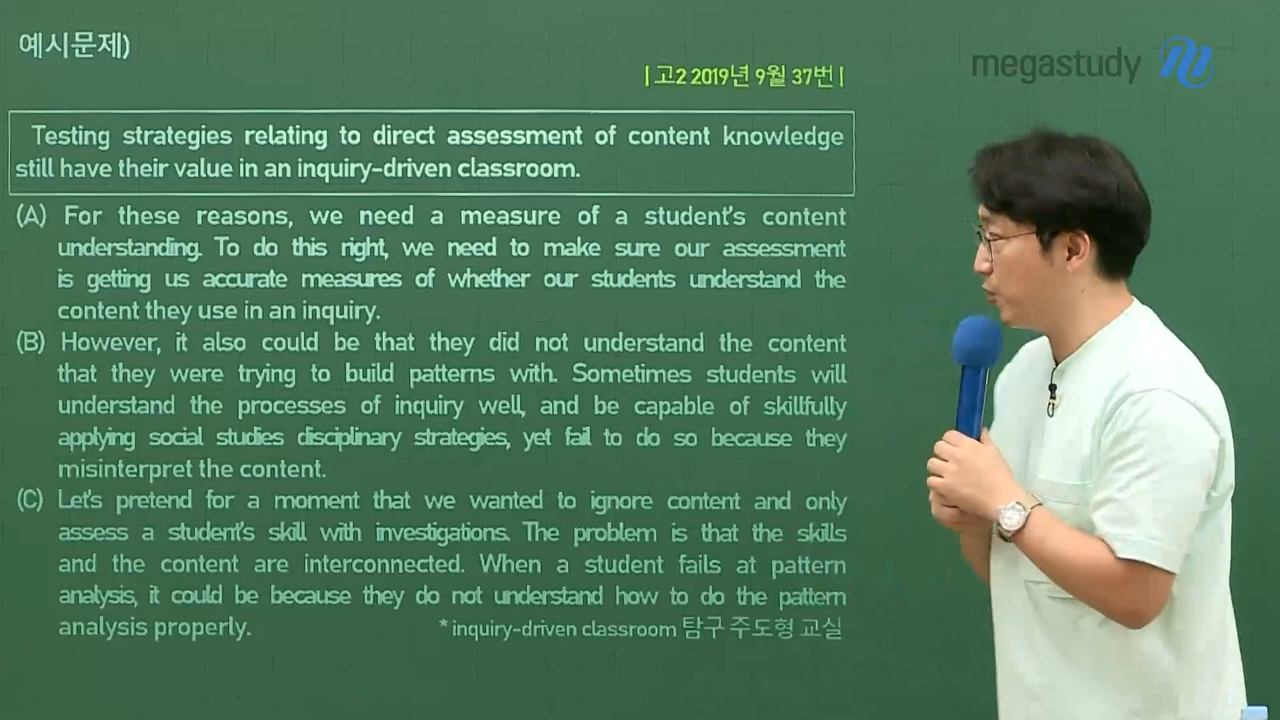 예시문제)
megastudy
| 고2 2019년 9월 37번 |
Testing strategies relating to direct assessment of content knowledge
still have their value in an inquiry-driven classroom.
(A) For these reasons, we need a measure of a student's content
understanding. To do this right, we need to make sure our assessment
is getting us accurate measures of whether our students understand the
content they use in an inquiry.
(B) However, it also could be that they did not understand the content
that they were trying to build patterns with. Sometimes students will
understand the processes of inquiry well, and be capable of skillfully
applying social studies disciplinary strategies, yet fail to do so because they
misinterpret the content.
(C) Let's pretend for a moment that we wanted to ignore content and only
assess a student's skill with investigations. The problem is that the skills
and the content are interconnected. When a student fails at pattern
analysis, it could be because they do not understand how to do the pattern
analysis properly.
* inquiry-driven classroom 탐구 주도형 교실